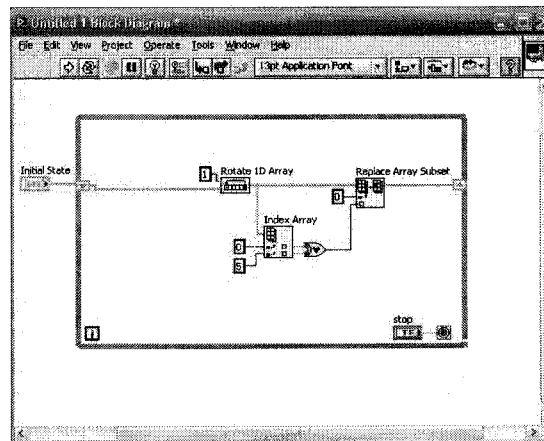 Untitled 1 Block Diagram *
File Edit View Project Operate Tools Window Help
13pt Application Font
Initial State
1
Rotate 1D Array
Replace Array Subset
0
Index Array
0
5
i
stop
TF